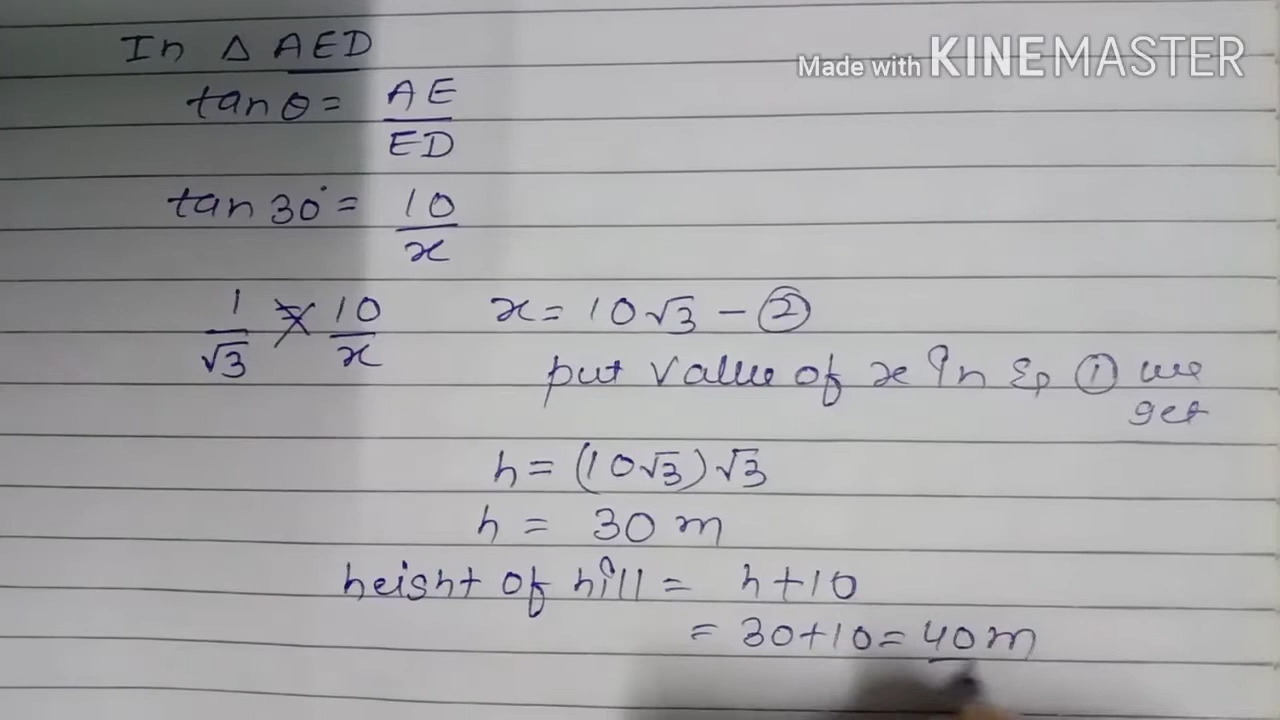 In △ AED
Made with KINEMASTER
tan θ = AE/ED
tan 30° = 10/x
1/√3 = 10/x    x = 10√3 – ②
put value of x in Eq ① we
get
h = (10√3)√3
h = 30 m
height of hill = h + 10
= 30 + 10 = 40 m